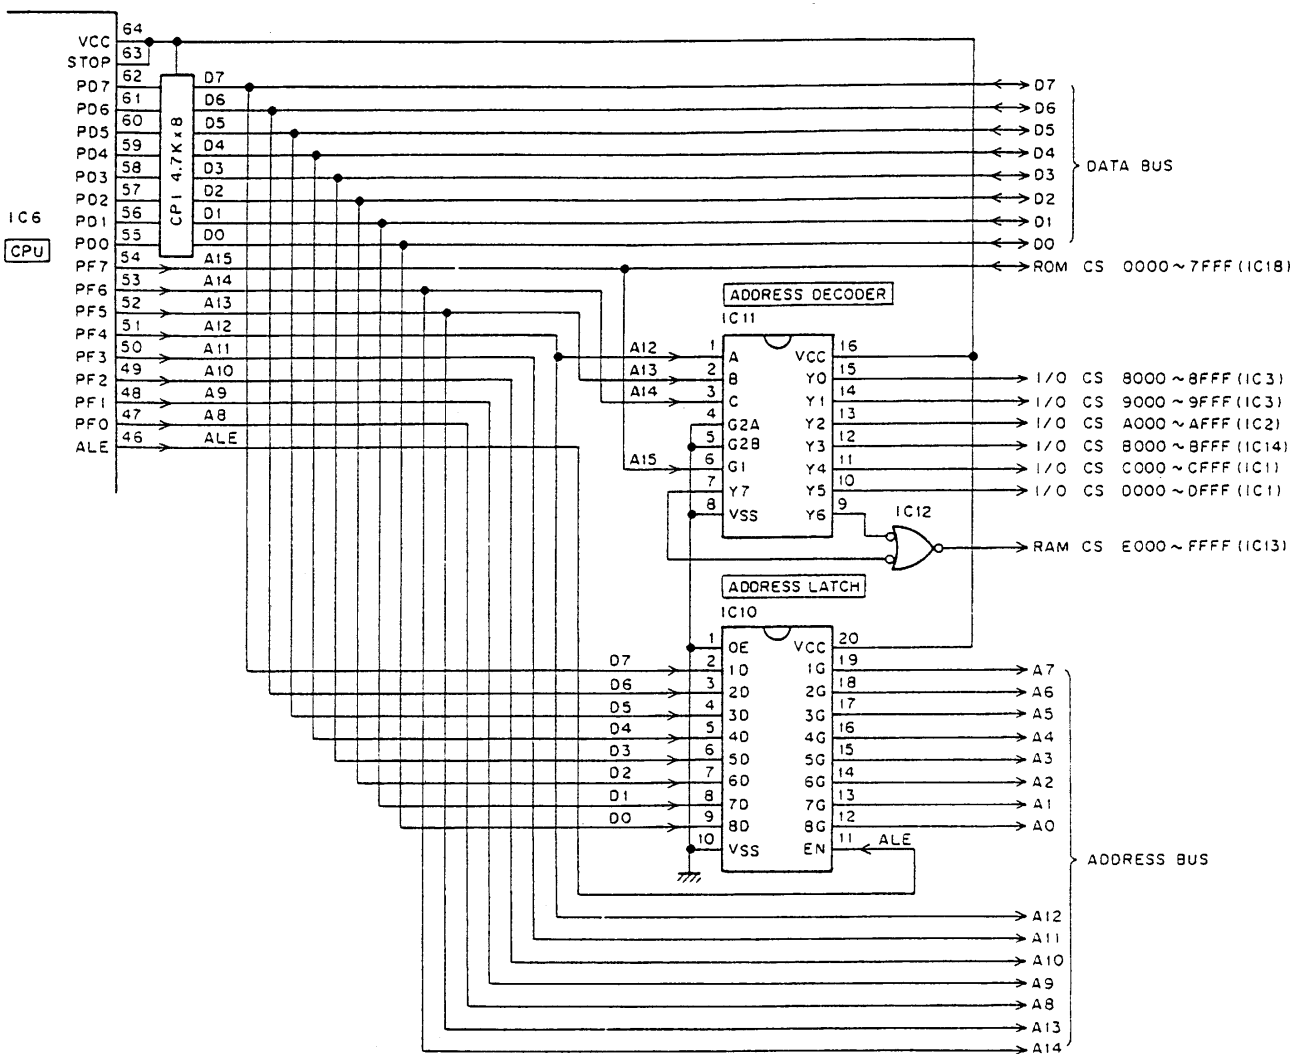 64
VCC
63
STOP
62
PD7 D7 D7
61
PD6 D6 D6
60
PD5 D5 D5
59
PD4 D4 D4
58
PD3 D3 D3
57
PD2 D2 D2
56
PD1 D1 D1
55
PD0 D0 D0
CP1 4.7K x 8
DATA BUS
IC6
CPU
54
PF7 A15 ROM CS 0000~7FFF (IC18)
53
PF6 A14
52
PF5 A13
51
PF4 A12
50
PF3 A11
49
PF2 A10
48
PF1 A9
47
PF0 A8
46
ALE ALE
ADDRESS DECODER
IC11
A12 1 A VCC 16
A13 2 B Y0 15 I/O CS 8000~8FFF (IC3)
A14 3 C Y1 14 I/O CS 9000~9FFF (IC3)
4 G2A Y2 13 I/O CS A000~AFFF (IC2)
5 G2B Y3 12 I/O CS B000~BFFF (IC14)
A15 6 G1 Y4 11 I/O CS C000~CFFF (IC1)
7 Y7 Y5 10 I/O CS D000~DFFF (IC1)
8 VSS Y6 9
IC12
RAM CS E000~FFFF (IC13)
ADDRESS LATCH
IC10
1 OE VCC 20
D7 2 1D 1G 19 A7
D6 3 2D 2G 18 A6
D5 4 3D 3G 17 A5
D4 5 4D 4G 16 A4
D3 6 5D 5G 15 A3
D2 7 6D 6G 14 A2
D1 8 7D 7G 13 A1
D0 9 8D 8G 12 A0
10 VSS EN 11 ALE
ADDRESS BUS
A12
A11
A10
A9
A8
A13
A14